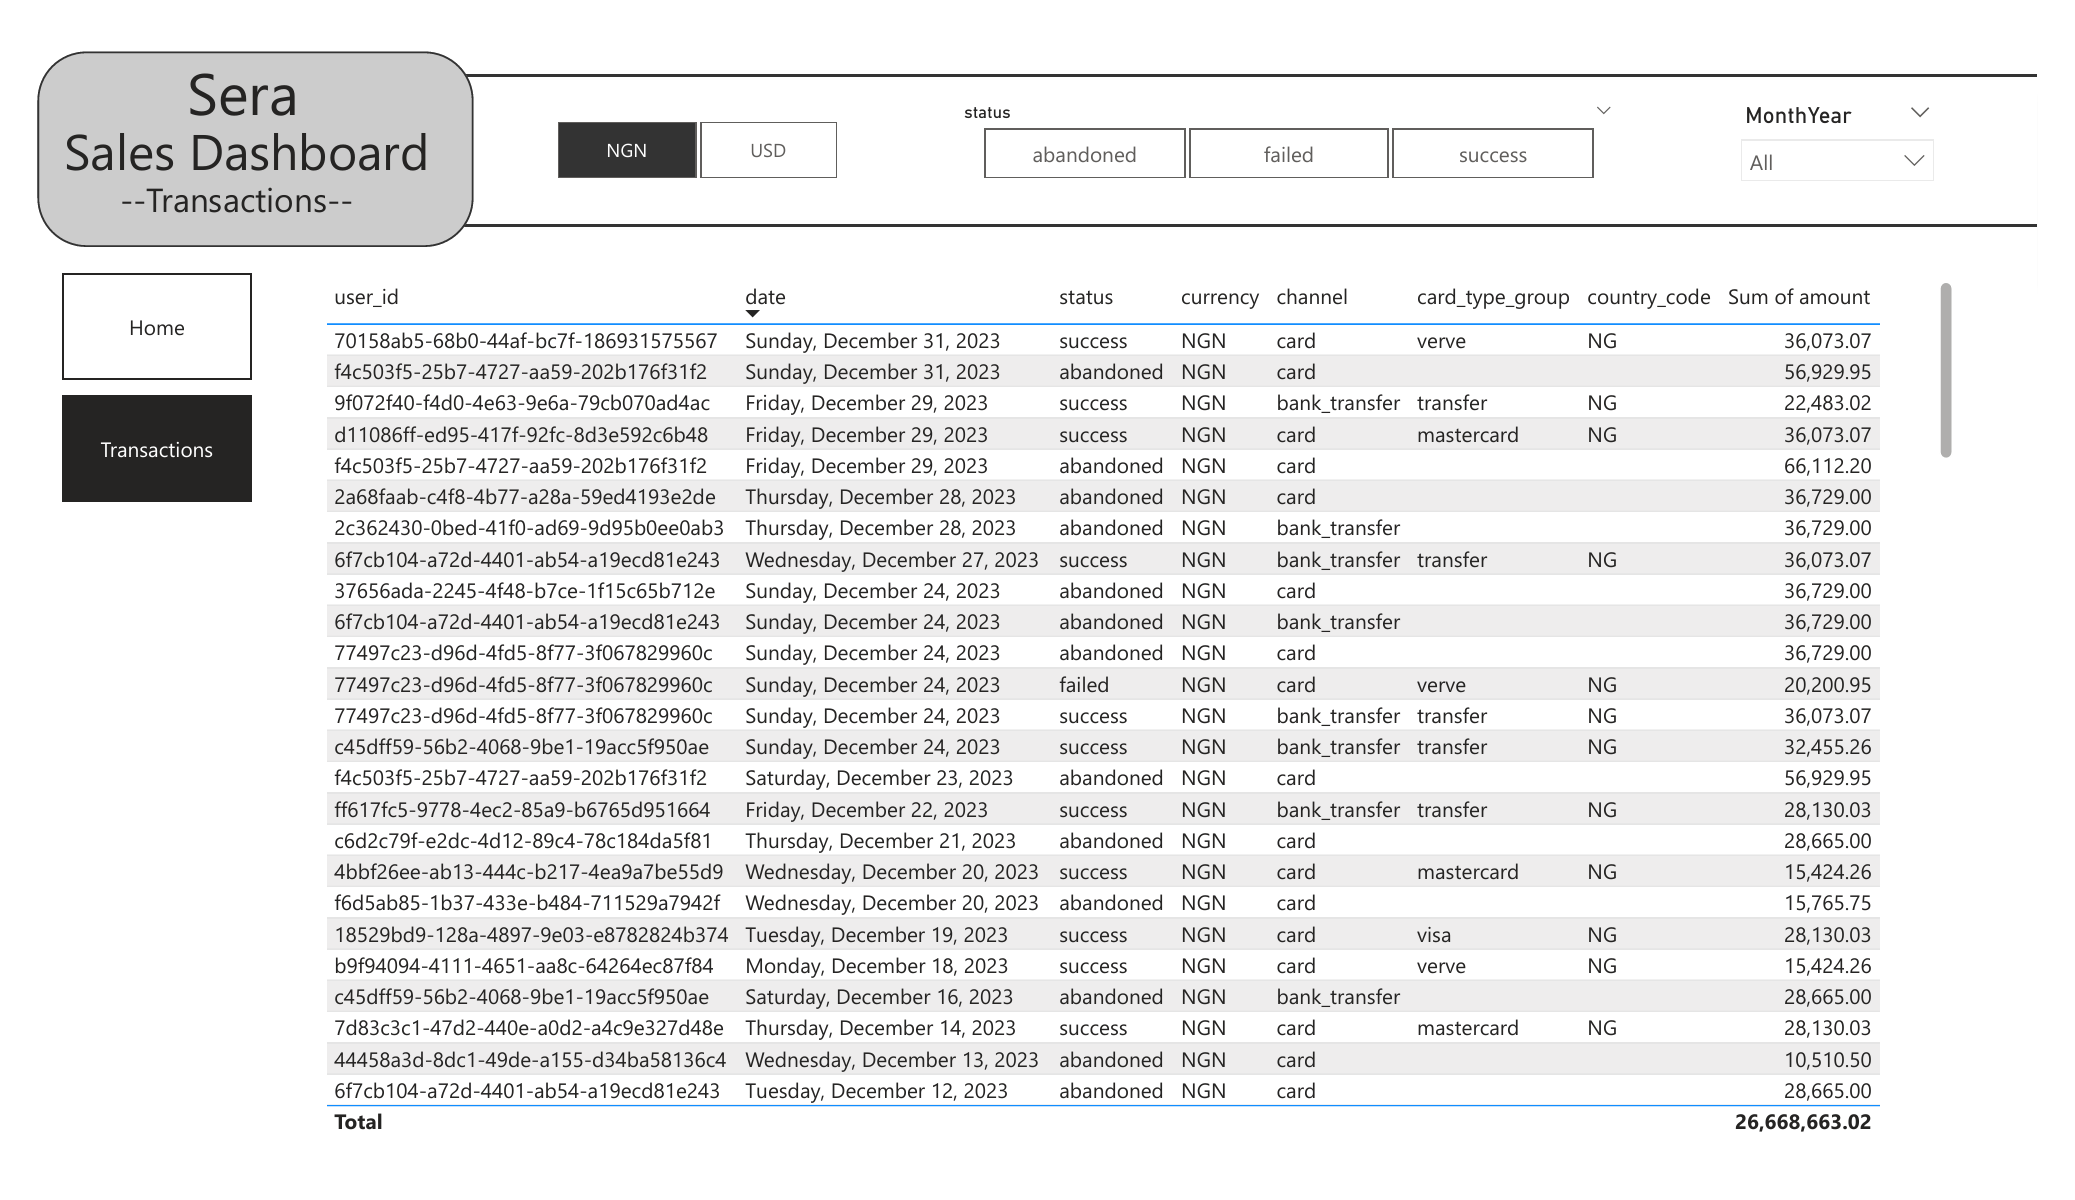 Sera
Sales Dashboard
--Transactions--
NGN USD
status
abandoned failed success
MonthYear
All
Home
Transactions
user_id date status currency channel card_type_group country_code Sum of amount
70158ab5-68b0-44af-bc7f-186931575567 Sunday, December 31, 2023 success NGN card verve NG 36,073.07
f4c503f5-25b7-4727-aa59-202b176f31f2 Sunday, December 31, 2023 abandoned NGN card 56,929.95
9f072f40-f4d0-4e63-9e6a-79cb070ad4ac Friday, December 29, 2023 success NGN bank_transfer transfer NG 22,483.02
d11086ff-ed95-417f-92fc-8d3e592c6b48 Friday, December 29, 2023 success NGN card mastercard NG 36,073.07
f4c503f5-25b7-4727-aa59-202b176f31f2 Friday, December 29, 2023 abandoned NGN card 66,112.20
2a68faab-c4f8-4b77-a28a-59ed4193e2de Thursday, December 28, 2023 abandoned NGN card 36,729.00
2c362430-0bed-41f0-ad69-9d95b0ee0ab3 Thursday, December 28, 2023 abandoned NGN bank_transfer 36,729.00
6f7cb104-a72d-4401-ab54-a19ecd81e243 Wednesday, December 27, 2023 success NGN bank_transfer transfer NG 36,073.07
37656ada-2245-4f48-b7ce-1f15c65b712e Sunday, December 24, 2023 abandoned NGN card 36,729.00
6f7cb104-a72d-4401-ab54-a19ecd81e243 Sunday, December 24, 2023 abandoned NGN bank_transfer 36,729.00
77497c23-d96d-4fd5-8f77-3f067829960c Sunday, December 24, 2023 abandoned NGN card 36,729.00
77497c23-d96d-4fd5-8f77-3f067829960c Sunday, December 24, 2023 failed NGN card verve NG 20,200.95
77497c23-d96d-4fd5-8f77-3f067829960c Sunday, December 24, 2023 success NGN bank_transfer transfer NG 36,073.07
c45dff59-56b2-4068-9be1-19acc5f950ae Sunday, December 24, 2023 success NGN bank_transfer transfer NG 32,455.26
f4c503f5-25b7-4727-aa59-202b176f31f2 Saturday, December 23, 2023 abandoned NGN card 56,929.95
ff617fc5-9778-4ec2-85a9-b6765d951664 Friday, December 22, 2023 success NGN bank_transfer transfer NG 28,130.03
c6d2c79f-e2dc-4d12-89c4-78c184da5f81 Thursday, December 21, 2023 abandoned NGN card 28,665.00
4bbf26ee-ab13-444c-b217-4ea9a7be55d9 Wednesday, December 20, 2023 success NGN card mastercard NG 15,424.26
f6d5ab85-1b37-433e-b484-711529a7942f Wednesday, December 20, 2023 abandoned NGN card 15,765.75
18529bd9-128a-4897-9e03-e8782824b374 Tuesday, December 19, 2023 success NGN card visa NG 28,130.03
b9f94094-4111-4651-aa8c-64264ec87f84 Monday, December 18, 2023 success NGN card verve NG 15,424.26
c45dff59-56b2-4068-9be1-19acc5f950ae Saturday, December 16, 2023 abandoned NGN bank_transfer 28,665.00
7d83c3c1-47d2-440e-a0d2-a4c9e327d48e Thursday, December 14, 2023 success NGN card mastercard NG 28,130.03
44458a3d-8dc1-49de-a155-d34ba58136c4 Wednesday, December 13, 2023 abandoned NGN card 10,510.50
6f7cb104-a72d-4401-ab54-a19ecd81e243 Tuesday, December 12, 2023 abandoned NGN card 28,665.00
Total 26,668,663.02